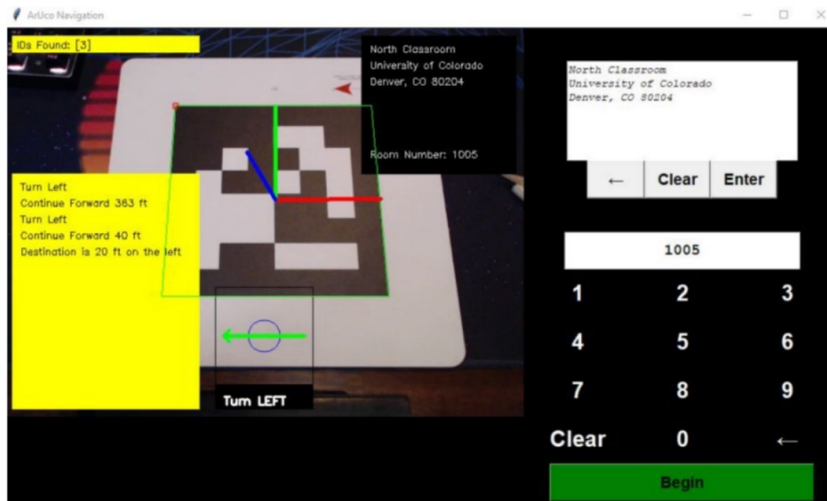 ArUco Navigation
IDs Found: [3]
North Classroom
University of Colorado
Denver, CO 80204
Room Number: 1005
Turn Left
Continue Forward 363 ft
Turn Left
Continue Forward 40 ft
Destination is 20 ft on the left
Turn LEFT
North Classroom
University of Colorado
Denver, CO 80204
← Clear Enter
1005
1 2 3
4 5 6
7 8 9
Clear 0 ←
Begin